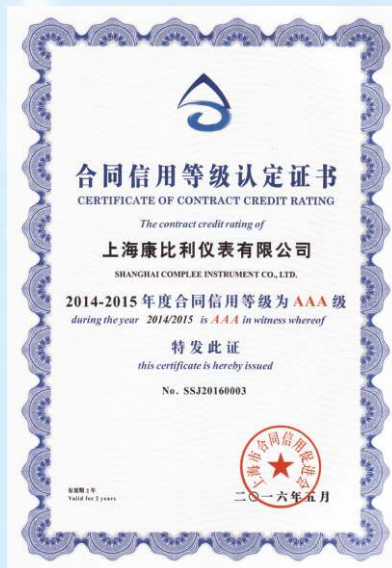 合同信用等级认定证书
CERTIFICATE OF CONTRACT CREDIT RATING
The contract credit rating of
上海康比利仪表有限公司
SHANGHAI COMPLEE INSTRUMENT CO., LTD.
2014-2015 年度合同信用等级为 AAA 级
during the year 2014/2015 is AAA in witness whereof
特发此证
this certificate is hereby issued
No. SSJ20160003
上海市合同信用促进会
有效期 2 年
Valid for 2 years
二〇一六年五月